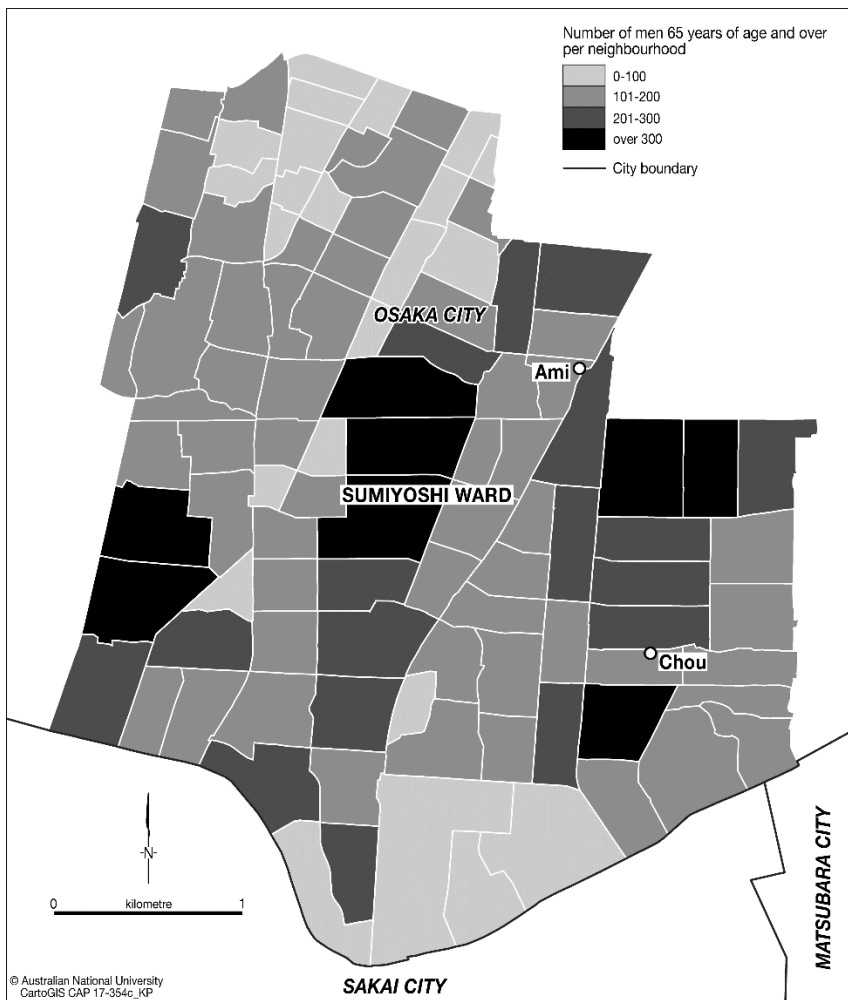 Number of men 65 years of age and over
per neighbourhood
0-100
101-200
201-300
over 300
City boundary
OSAKA CITY
Ami
SUMIYOSHI WARD
Chou
-N-
0 kilometre 1
MATSUBARA CITY
SAKAI CITY
© Australian National University
CartoGIS CAP 17-354c_KP